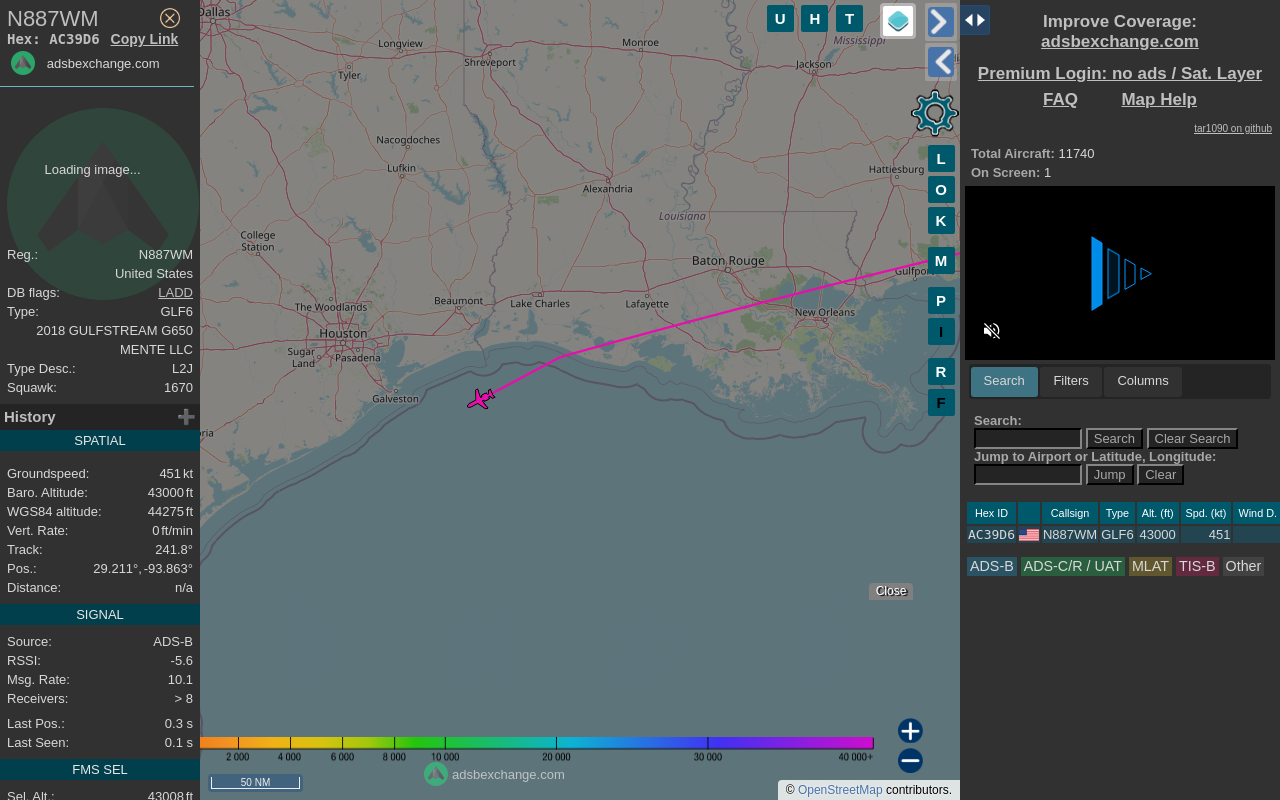 N887WM
Hex: AC39D6 Copy Link
adsbexchange.com
Loading image...
Reg.: N887WM
United States
DB flags: LADD
Type: GLF6
2018 GULFSTREAM G650
MENTE LLC
Type Desc.: L2J
Squawk: 1670
History
SPATIAL
Groundspeed: 451 kt
Baro. Altitude: 43000 ft
WGS84 altitude: 44275 ft
Vert. Rate: 0 ft/min
Track: 241.8°
Pos.: 29.211°, -93.863°
Distance: n/a
SIGNAL
Source: ADS-B
RSSI: -5.6
Msg. Rate: 10.1
Receivers: > 8
Last Pos.: 0.3 s
Last Seen: 0.1 s
FMS SEL
Sel. Alt.: 43008 ft
Dallas
Longview
Monroe
Mississippi
Shreveport
Jackson
Tyler
Nacogdoches
Lufkin
Hattiesburg
Alexandria
Louisiana
College
Station
Baton Rouge
Gulfpor
The Woodlands
Beaumont
Lake Charles
Lafayette
New Orleans
Houston
Sugar
Land
Pasadena
Galveston
ria
U H T
L
O
K
M
P
I
R
F
Close
2 000 4 000 6 000 8 000 10 000 20 000 30 000 40 000+
adsbexchange.com
50 NM
© OpenStreetMap contributors.
Improve Coverage:
adsbexchange.com
Premium Login: no ads / Sat. Layer
FAQ Map Help
tar1090 on github
Total Aircraft: 11740
On Screen: 1
Search Filters Columns
Search:
Search Clear Search
Jump to Airport or Latitude, Longitude:
Jump Clear
Hex ID Callsign Type Alt. (ft) Spd. (kt) Wind D.
AC39D6 N887WM GLF6 43000 451
ADS-B ADS-C/R / UAT MLAT TIS-B Other